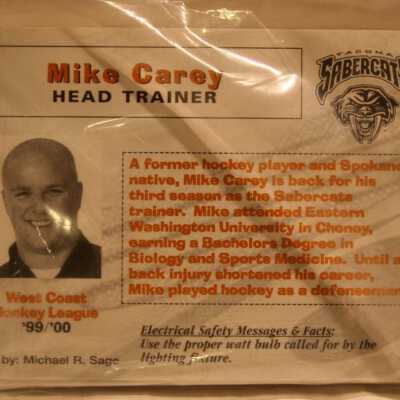 Mike Carey
HEAD TRAINER
TACOMA
SABERCATS
A former hockey player and Spokane
native, Mike Carey is back for his
third season as the Sabercats
trainer. Mike attended Eastern
Washington University in Cheney,
earning a Bachelors Degree in
Biology and Sports Medicine. Until a
back injury shortened his career,
Mike played hockey as a defenseman.
West Coast
Hockey League
'99/'00
Electrical Safety Messages & Facts:
Use the proper watt bulb called for by the
lighting fixture.
by: Michael R. Sage